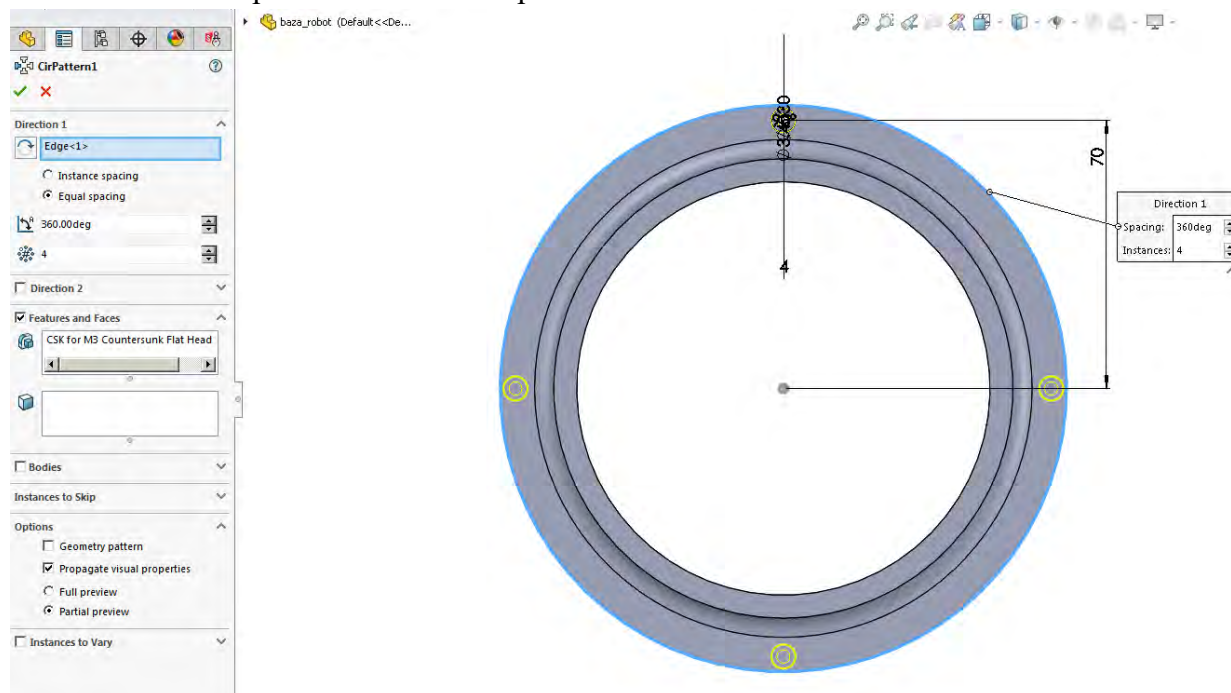 baza_robot (Default<<De...
CirPattern1
Direction 1
Edge<1>
Instance spacing
Equal spacing
360.00deg
4
Direction 2
Features and Faces
CSK for M3 Countersunk Flat Head
Bodies
Instances to Skip
Options
Geometry pattern
Propagate visual properties
Full preview
Partial preview
Instances to Vary
70
4
Direction 1
Spacing: 360deg
Instances: 4